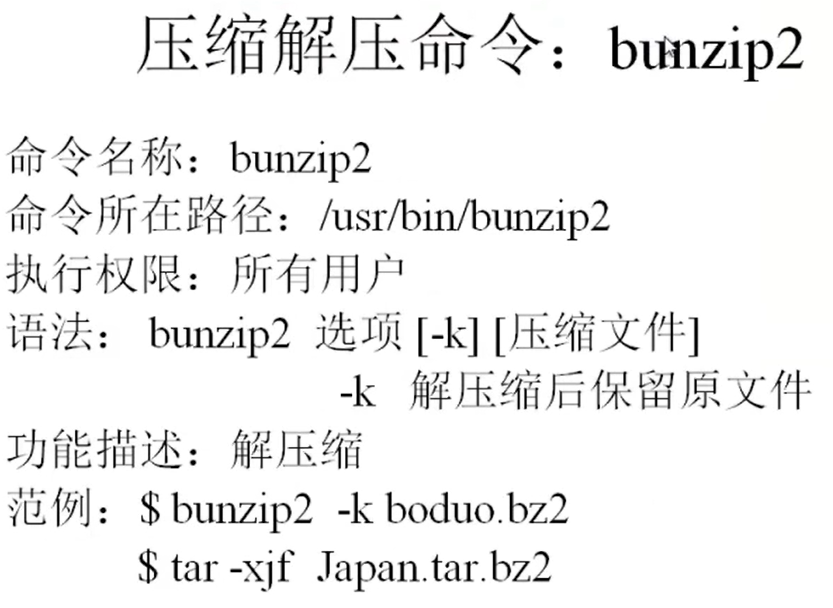 压缩解压命令：bunzip2
命令名称：bunzip2
命令所在路径：/usr/bin/bunzip2
执行权限：所有用户
语法： bunzip2 选项 [-k] [压缩文件]
-k 解压缩后保留原文件
功能描述：解压缩
范例：$ bunzip2 -k boduo.bz2
$ tar -xjf Japan.tar.bz2